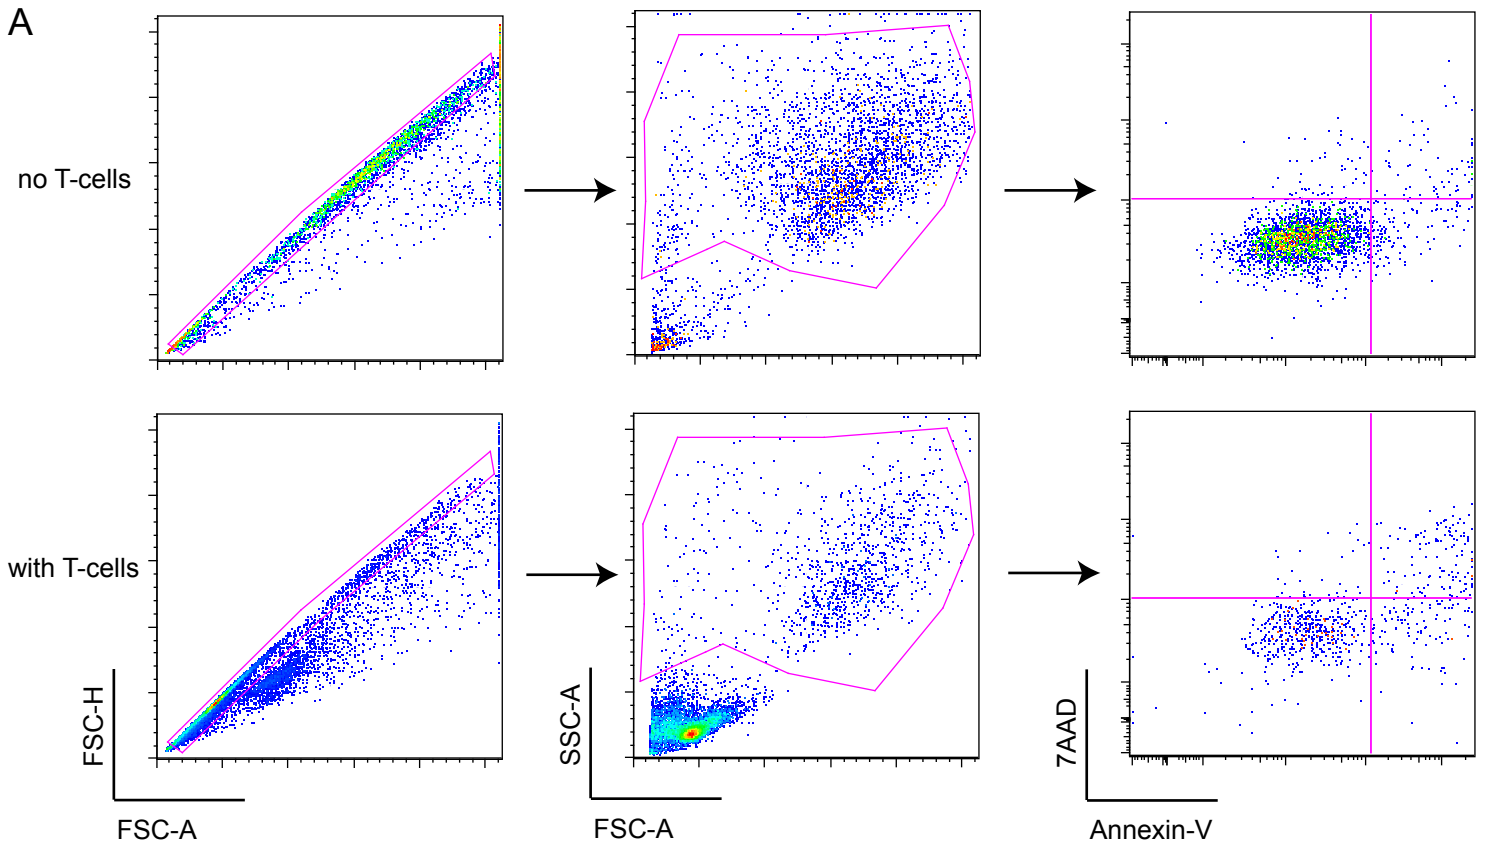 A
no T-cells
with T-cells
FSC-H
FSC-A
SSC-A
FSC-A
7AAD
Annexin-V